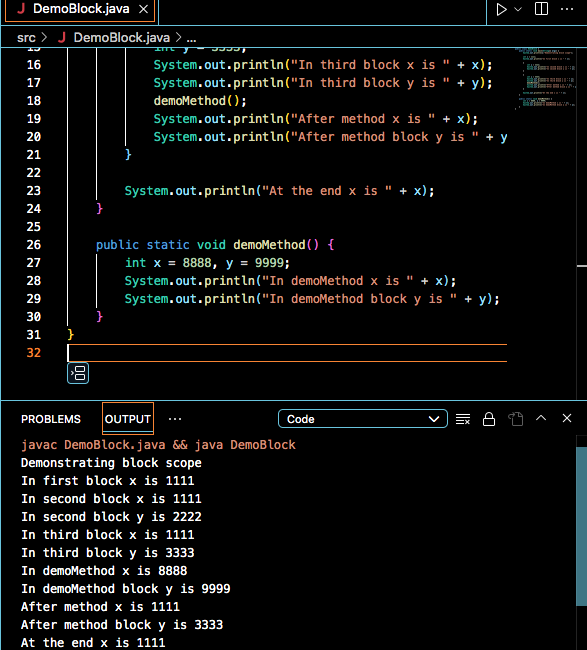 J DemoBlock.java ×
src > J DemoBlock.java > ...
15 int y = 3333;
16 System.out.println("In third block x is " + x);
17 System.out.println("In third block y is " + y);
18 demoMethod();
19 System.out.println("After method x is " + x);
20 System.out.println("After method block y is " + y
21 }
22
23 System.out.println("At the end x is " + x);
24 }
25
26 public static void demoMethod() {
27 int x = 8888, y = 9999;
28 System.out.println("In demoMethod x is " + x);
29 System.out.println("In demoMethod block y is " + y);
30 }
31 }
32
PROBLEMS OUTPUT ··· Code
javac DemoBlock.java && java DemoBlock
Demonstrating block scope
In first block x is 1111
In second block x is 1111
In second block y is 2222
In third block x is 1111
In third block y is 3333
In demoMethod x is 8888
In demoMethod block y is 9999
After method x is 1111
After method block y is 3333
At the end x is 1111